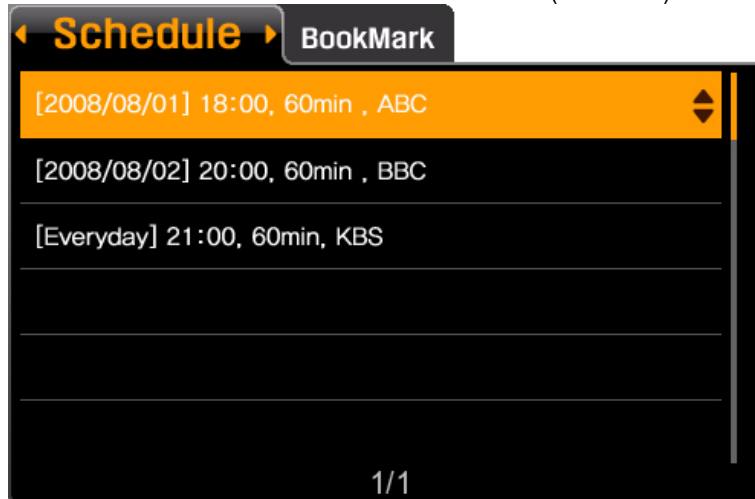 Schedule BookMark
[2008/08/01] 18:00, 60min , ABC
[2008/08/02] 20:00, 60min , BBC
[Everyday] 21:00, 60min, KBS
1/1